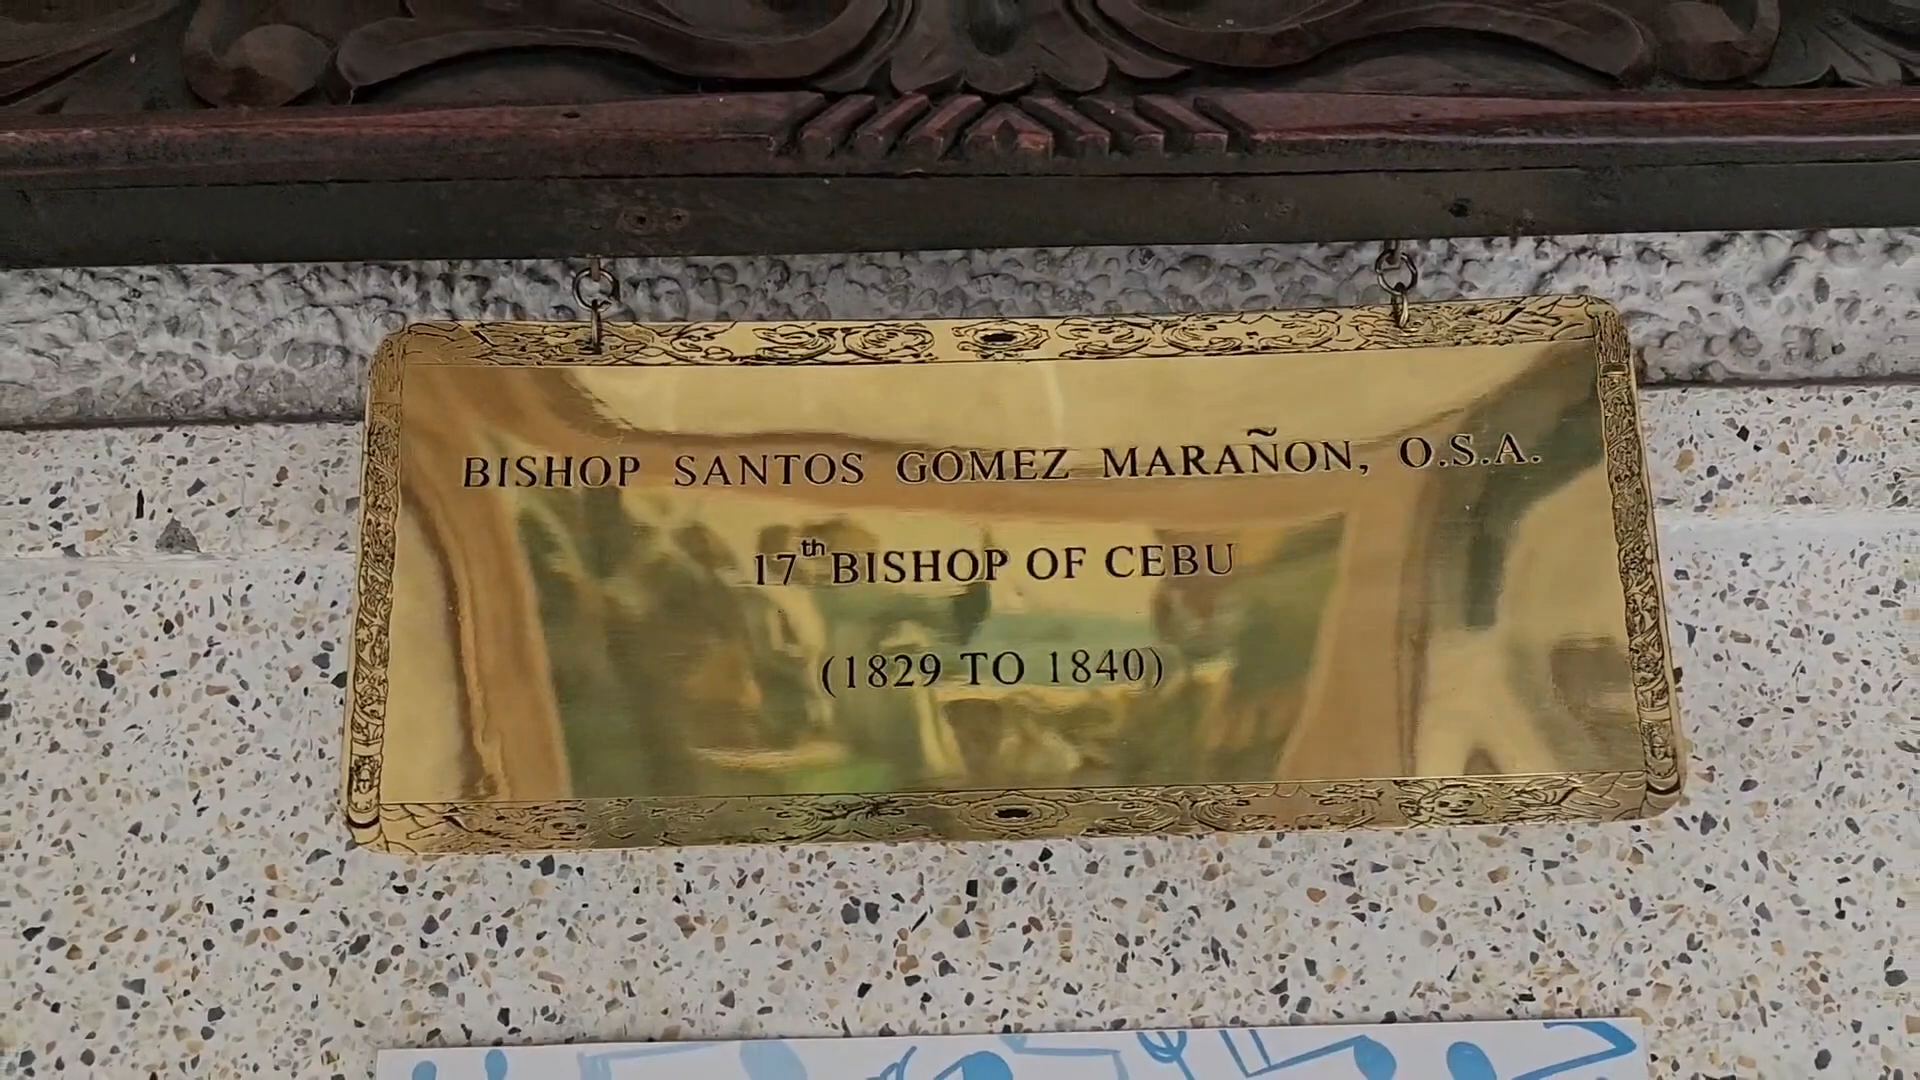 BISHOP SANTOS GOMEZ MARAÑON, O.S.A.
17th BISHOP OF CEBU
(1829 TO 1840)